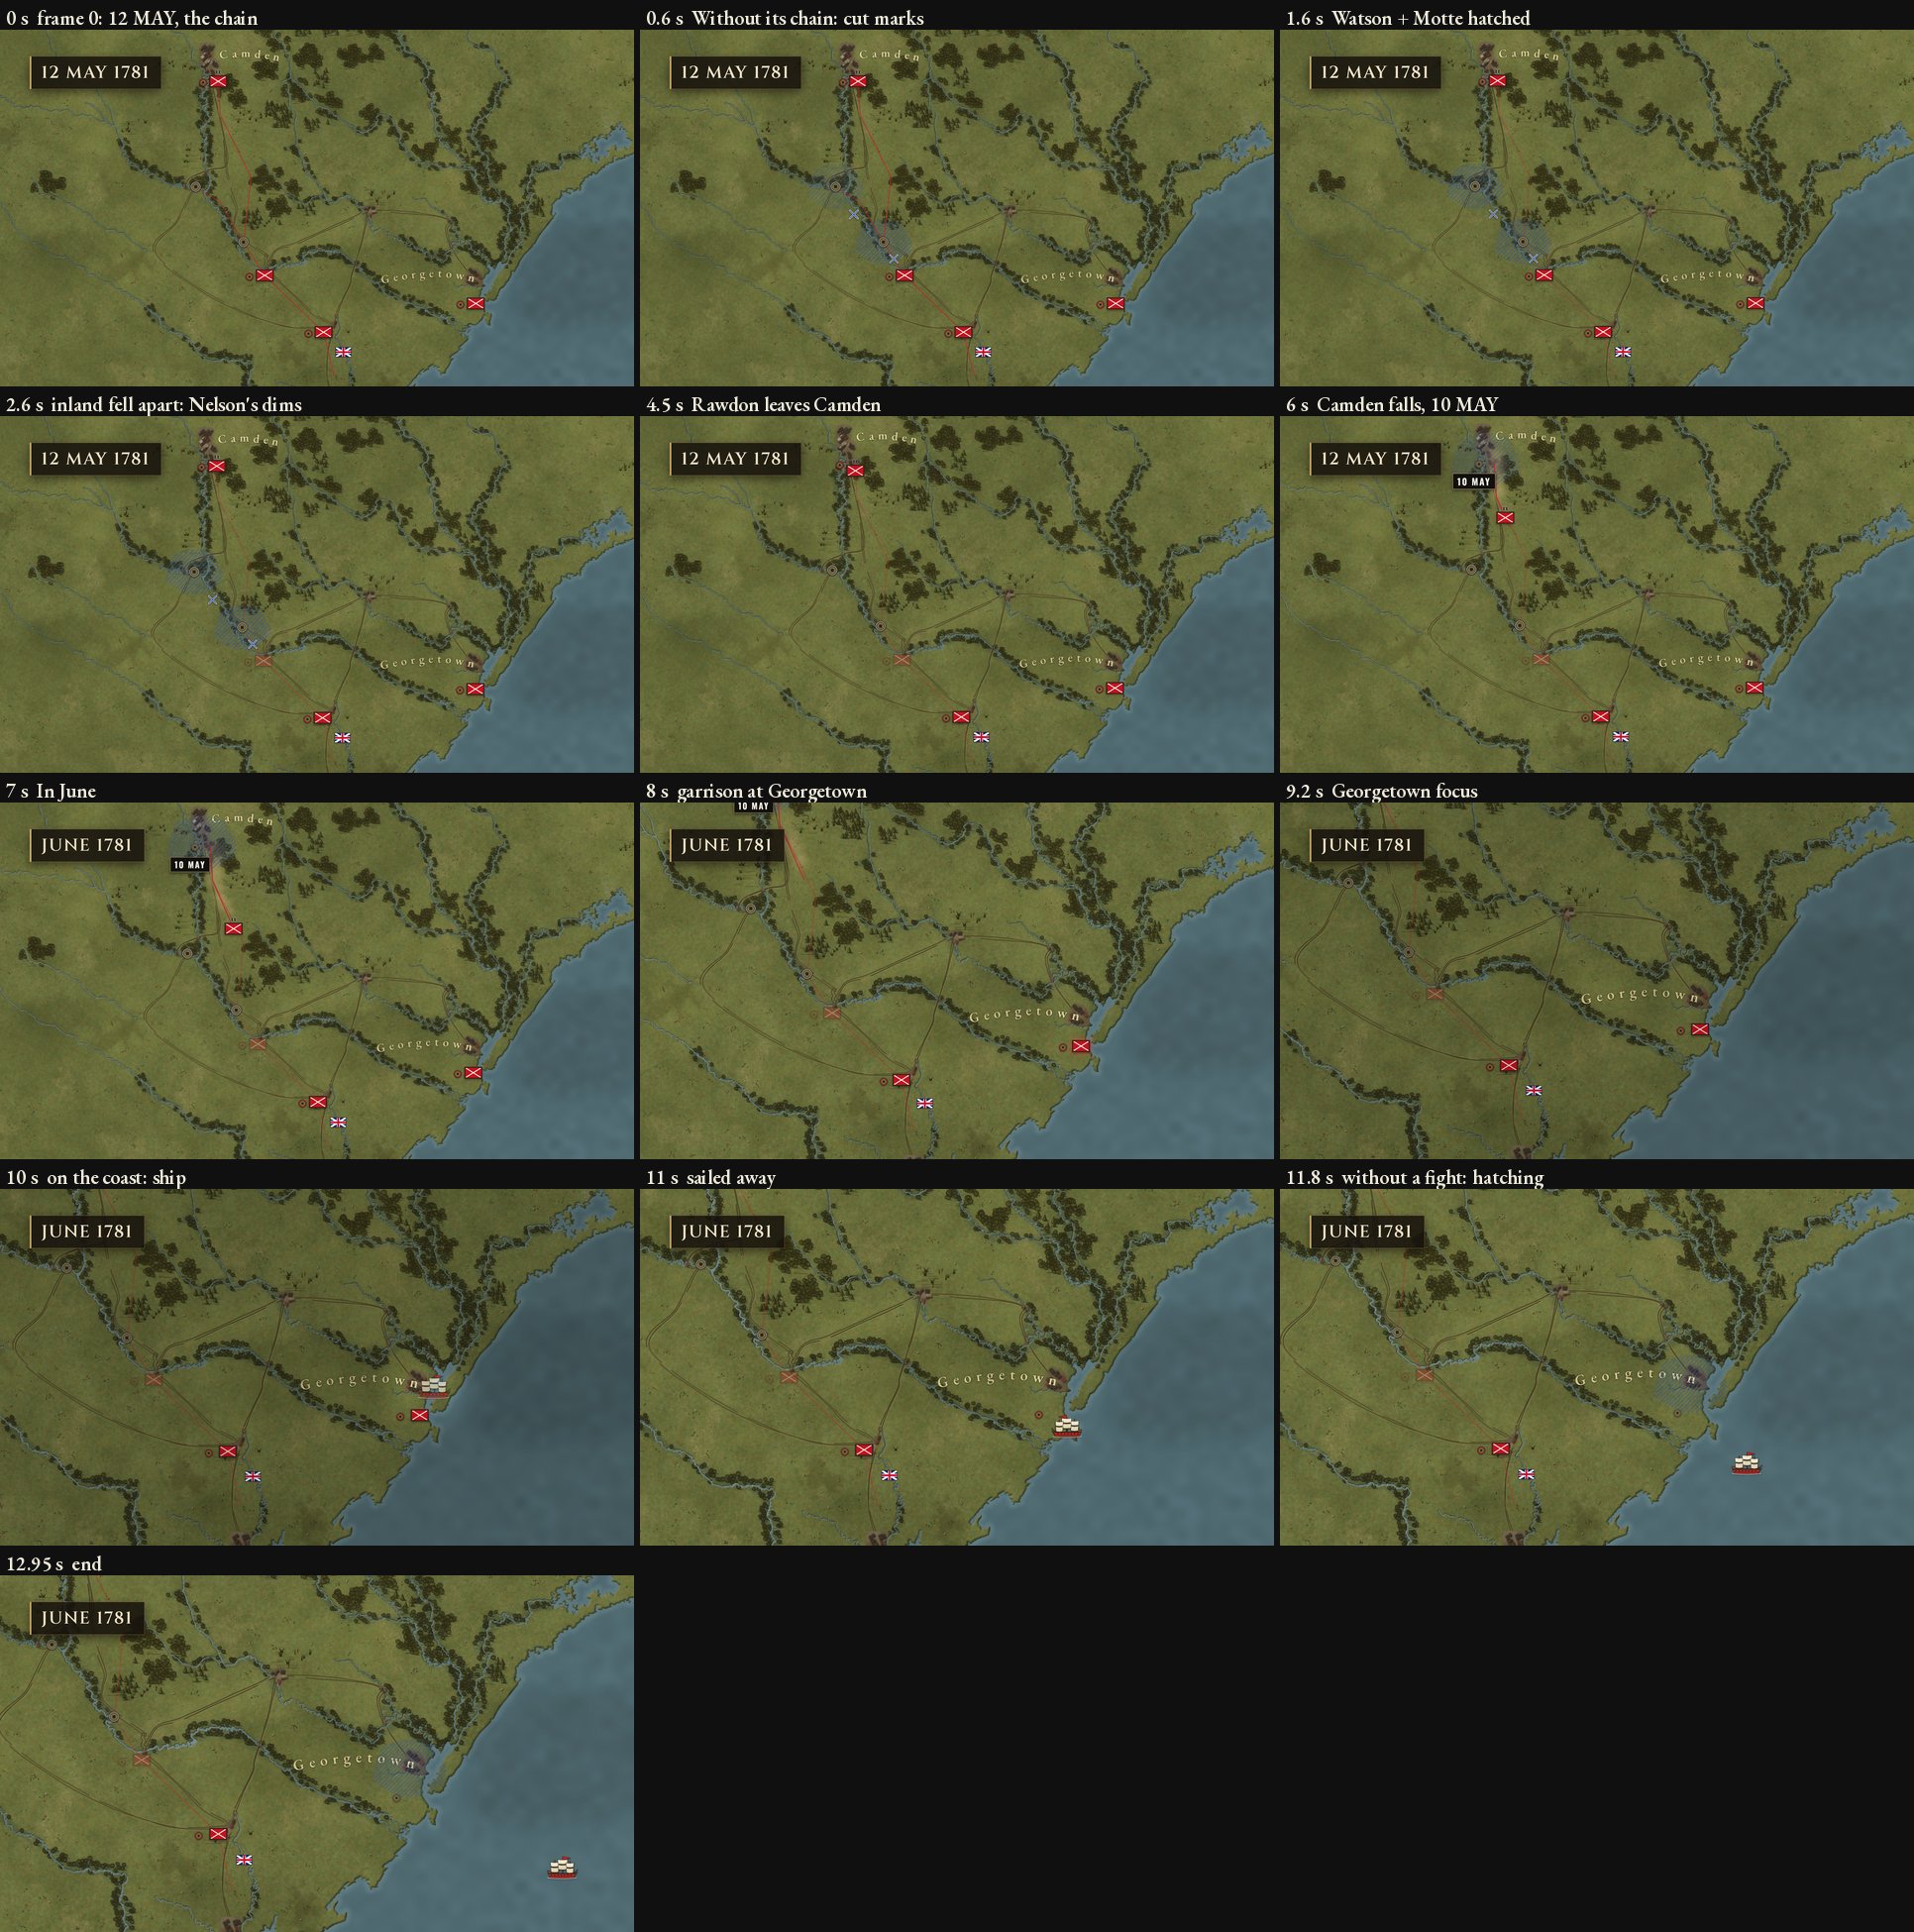 0 s frame 0: 12 MAY, the chain
Camden
12 MAY 1781
Georgetown
0.6 s Without its chain: cut marks
Camden
12 MAY 1781
Georgetown
1.6 s Watson + Motte hatched
Camden
12 MAY 1781
Georgetown
2.6 s inland fell apart: Nelson's dims
Camden
12 MAY 1781
Georgetown
4.5 s Rawdon leaves Camden
Camden
12 MAY 1781
Georgetown
6 s Camden falls, 10 MAY
Camden
12 MAY 1781
10 MAY
Georgetown
7 s In June
Camden
JUNE 1781
10 MAY
Georgetown
8 s garrison at Georgetown
10 MAY
JUNE 1781
Georgetown
9.2 s Georgetown focus
JUNE 1781
Georgetown
10 s on the coast: ship
JUNE 1781
Georgetown
11 s sailed away
JUNE 1781
Georgetown
11.8 s without a fight: hatching
JUNE 1781
Georgetown
12.95 s end
JUNE 1781
Georgetown